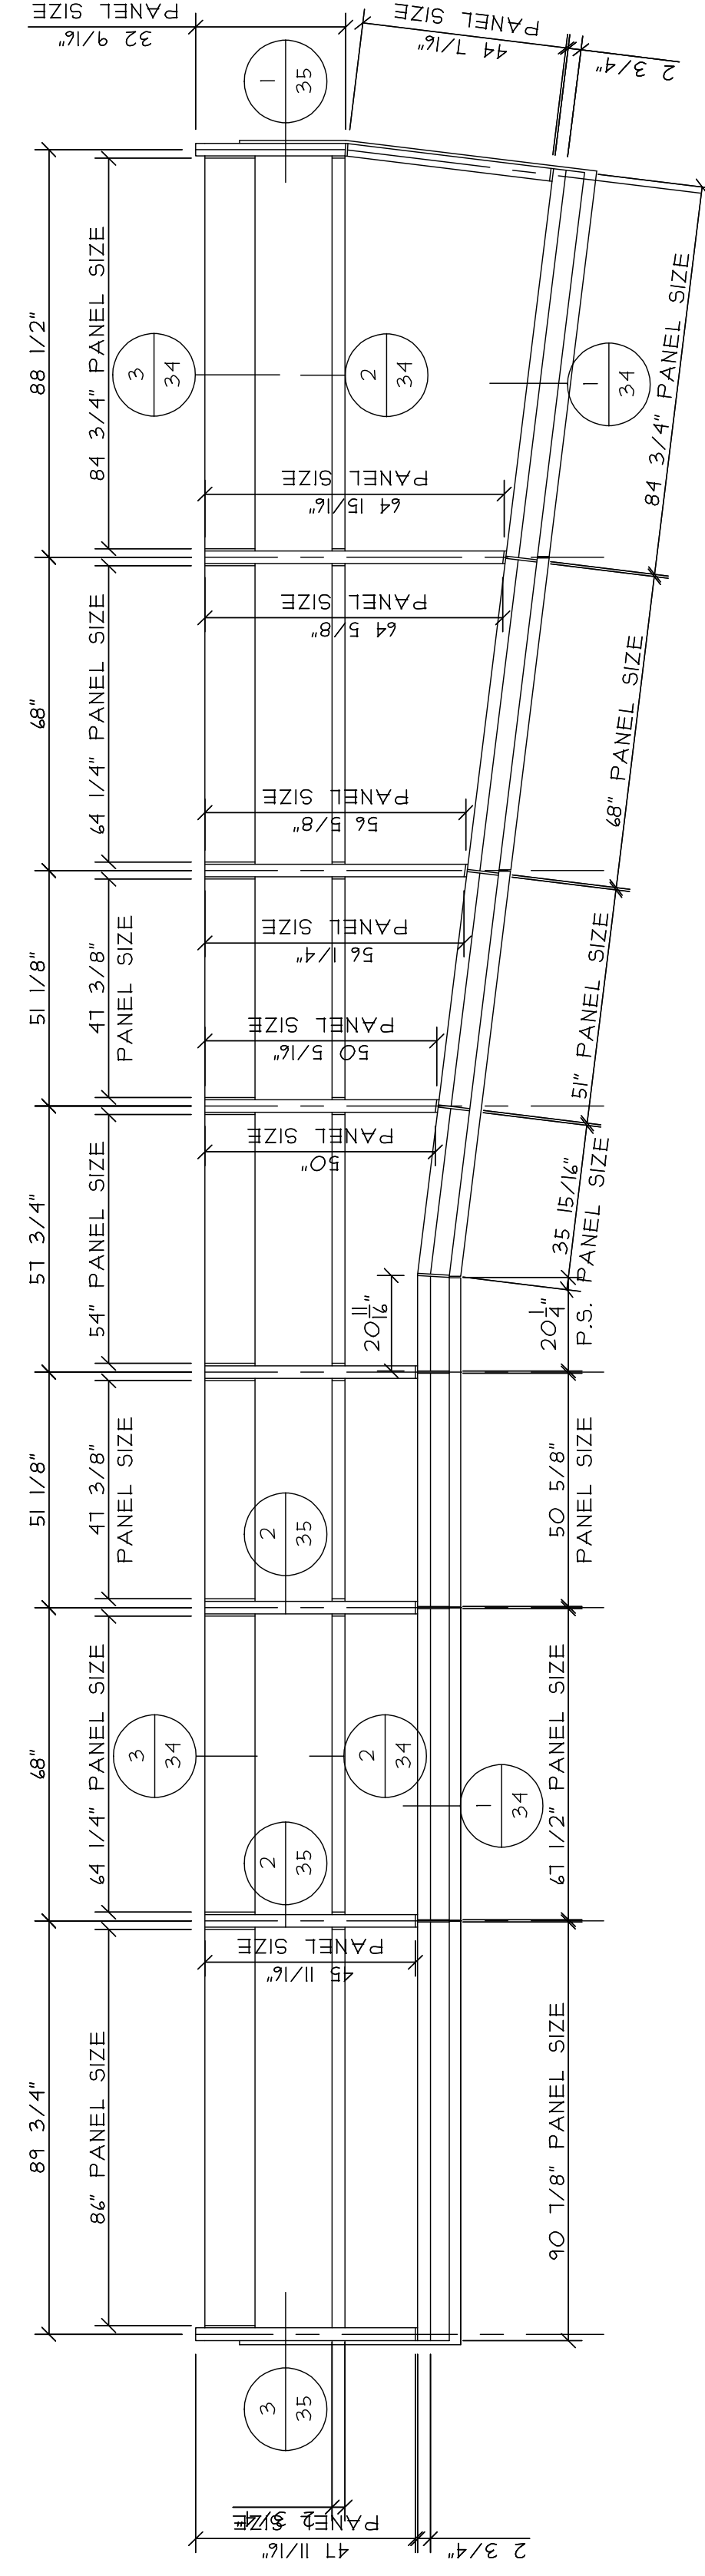 89 3/4"
68"
51 1/8"
57 3/4"
51 1/8"
68"
88 1/2"
86" PANEL SIZE
64 1/4" PANEL SIZE
47 3/8"
PANEL SIZE
54" PANEL SIZE
47 3/8"
PANEL SIZE
64 1/4" PANEL SIZE
84 3/4" PANEL SIZE
3
34
3
34
32 9/16"
PANEL SIZE
47 11/16"
PANEL SIZE
2 3/4"
2 3/4"
3
35
45 11/16"
PANEL SIZE
2
35
2
35
2
34
50"
PANEL SIZE
50 5/16"
PANEL SIZE
56 1/4"
PANEL SIZE
56 5/8"
PANEL SIZE
64 5/8"
PANEL SIZE
64 15/16"
PANEL SIZE
2
34
1
35
44 7/16"
PANEL SIZE
2 3/4"
20 11/16"
1
34
1
34
90 7/8" PANEL SIZE
67 1/2" PANEL SIZE
50 5/8"
PANEL SIZE
20 1/4"
P.S.
35 15/16"
PANEL SIZE
51" PANEL SIZE
68" PANEL SIZE
84 3/4" PANEL SIZE